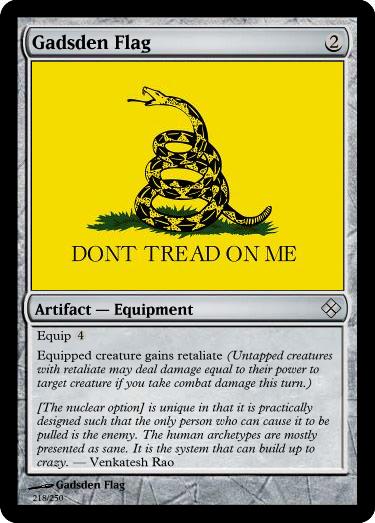 Gadsden Flag 2
DONT TREAD ON ME
Artifact — Equipment
Equip 4
Equipped creature gains retaliate (Untapped creatures
with retaliate may deal damage equal to their power to
target creature if you take combat damage this turn.)
[The nuclear option] is unique in that it is practically
designed such that the only person who can cause it to be
pulled is the enemy. The human archetypes are mostly
presented as sane. It is the system that can build up to
crazy. — Venkatesh Rao
Gadsden Flag
218/250